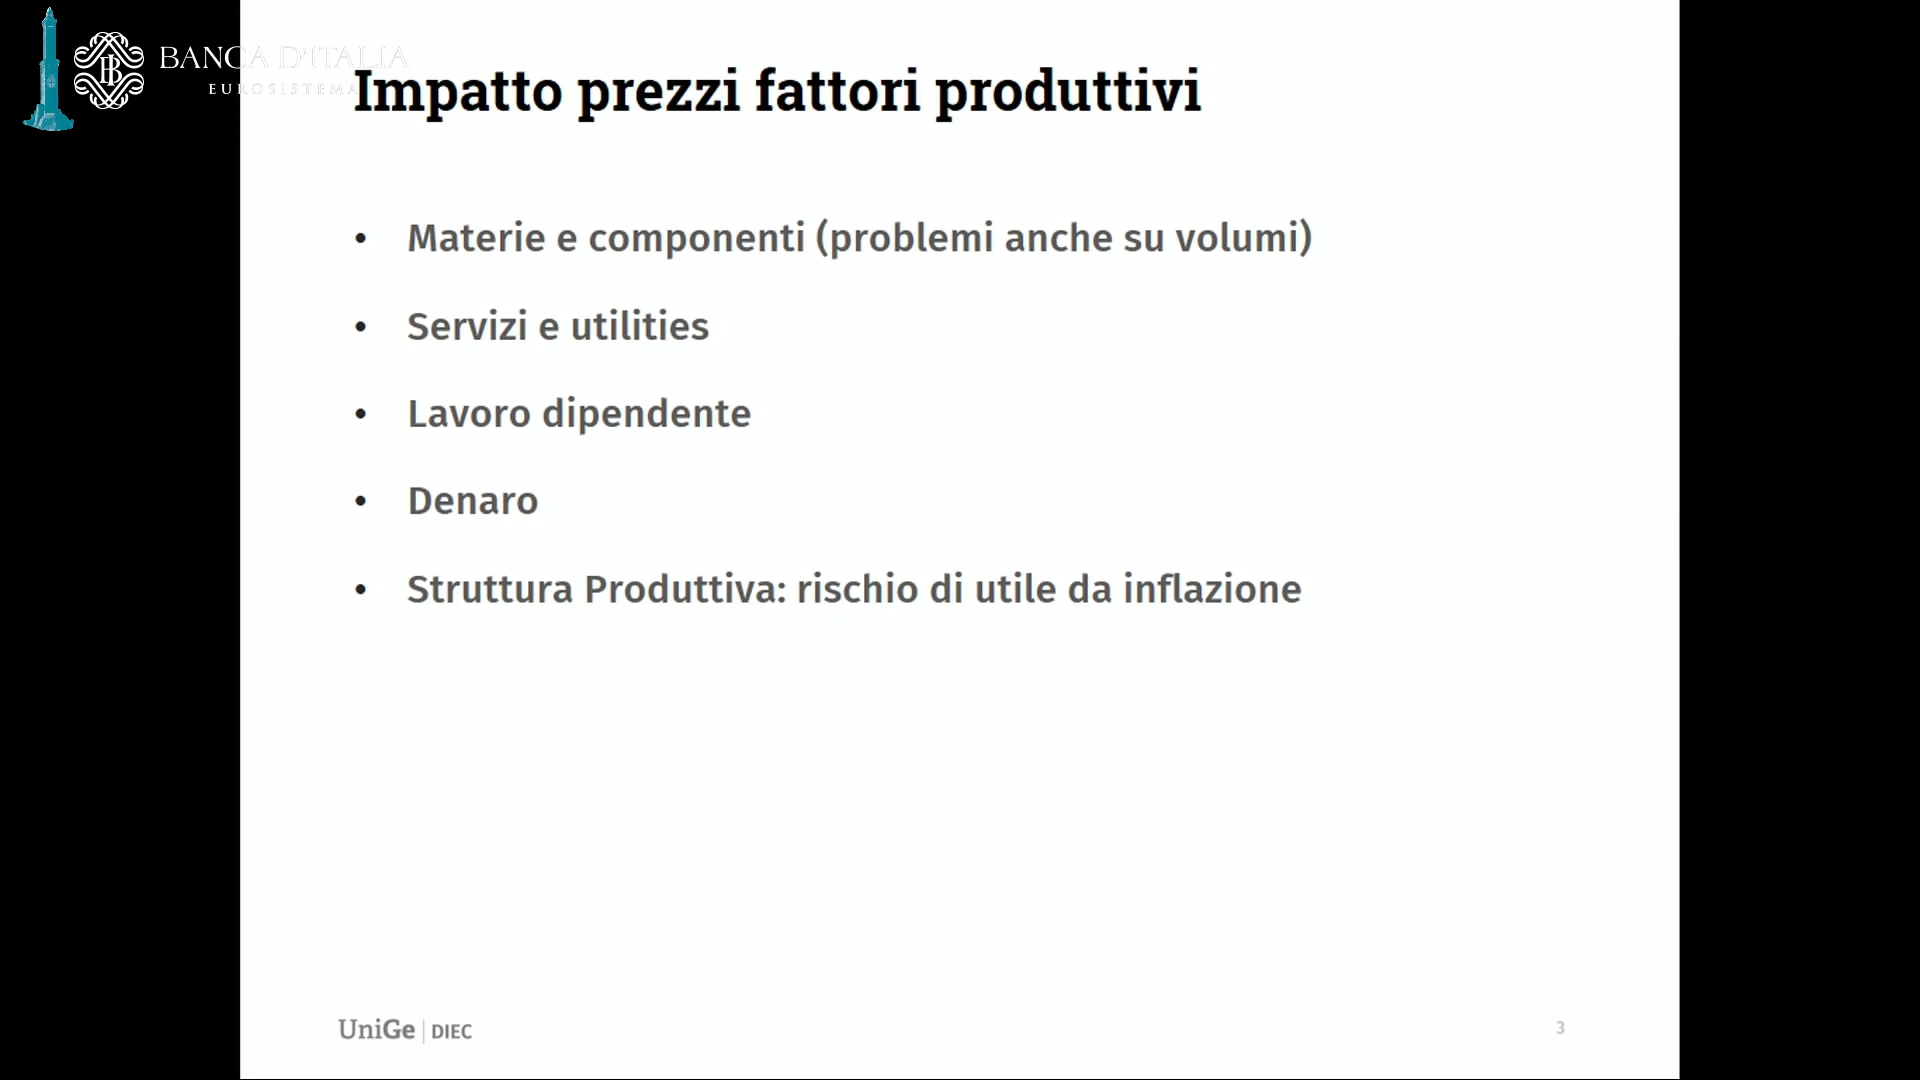 BANCA D'ITALIA
EUROSISTEMA
Impatto prezzi fattori produttivi
• Materie e componenti (problemi anche su volumi)
• Servizi e utilities
• Lavoro dipendente
• Denaro
• Struttura Produttiva: rischio di utile da inflazione
UniGe | DIEC
3